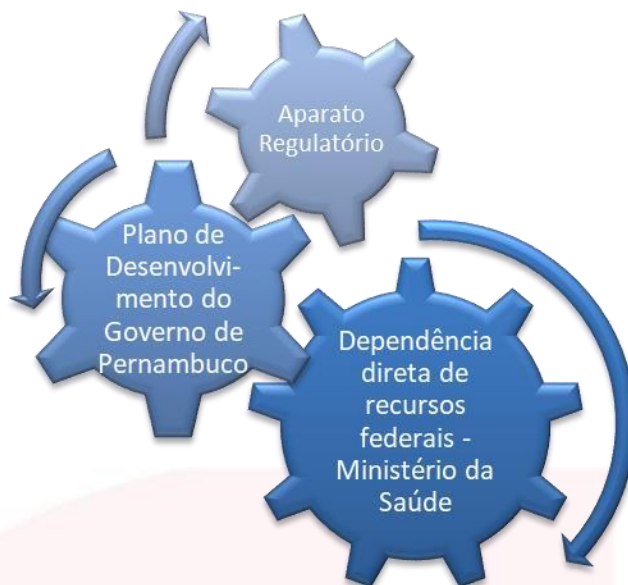 Aparato
Regulatório
Plano de
Desenvolvi-
mento do
Governo de
Pernambuco
Dependência
direta de
recursos
federais -
Ministério da
Saúde